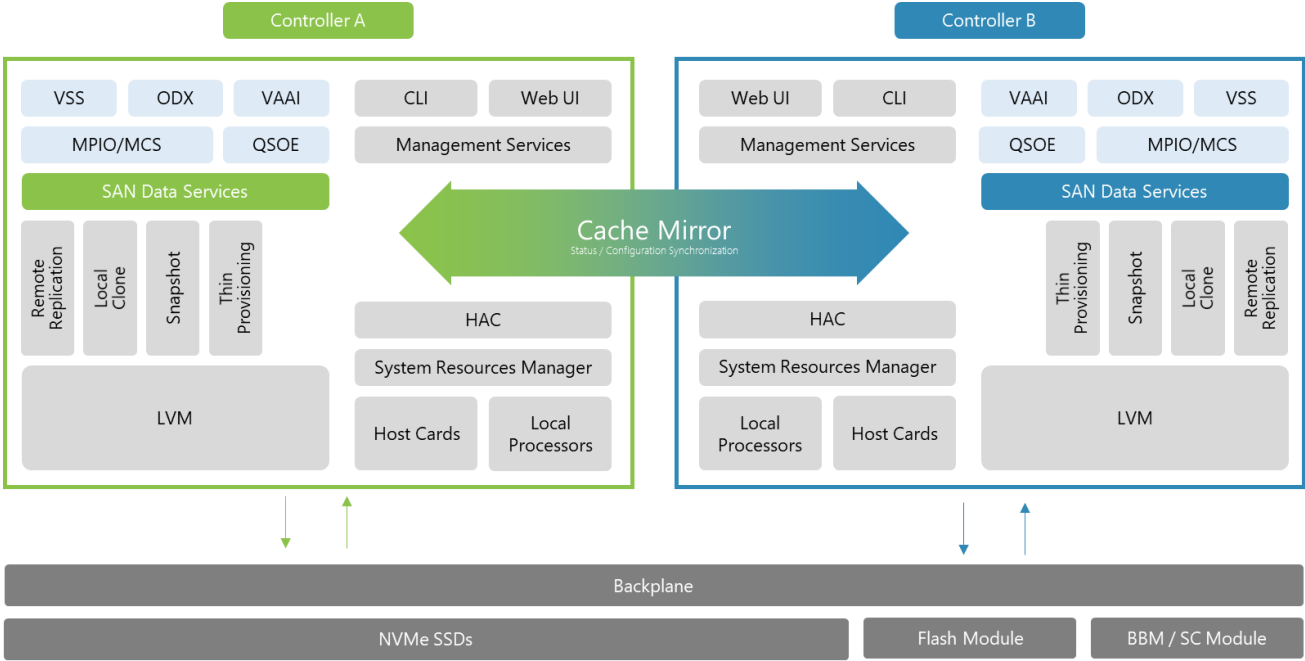 Controller A
Controller B
VSS
ODX
VAAI
CLI
Web UI
MPIO/MCS
QSOE
Management Services
SAN Data Services
Remote
Replication
Local
Clone
Snapshot
Thin
Provisioning
HAC
System Resources Manager
LVM
Host Cards
Local
Processors
Cache Mirror
Status / Configuration Synchronization
Web UI
CLI
VAAI
ODX
VSS
Management Services
QSOE
MPIO/MCS
SAN Data Services
Thin
Provisioning
Snapshot
Local
Clone
Remote
Replication
HAC
System Resources Manager
Local
Processors
Host Cards
LVM
Backplane
NVMe SSDs
Flash Module
BBM / SC Module